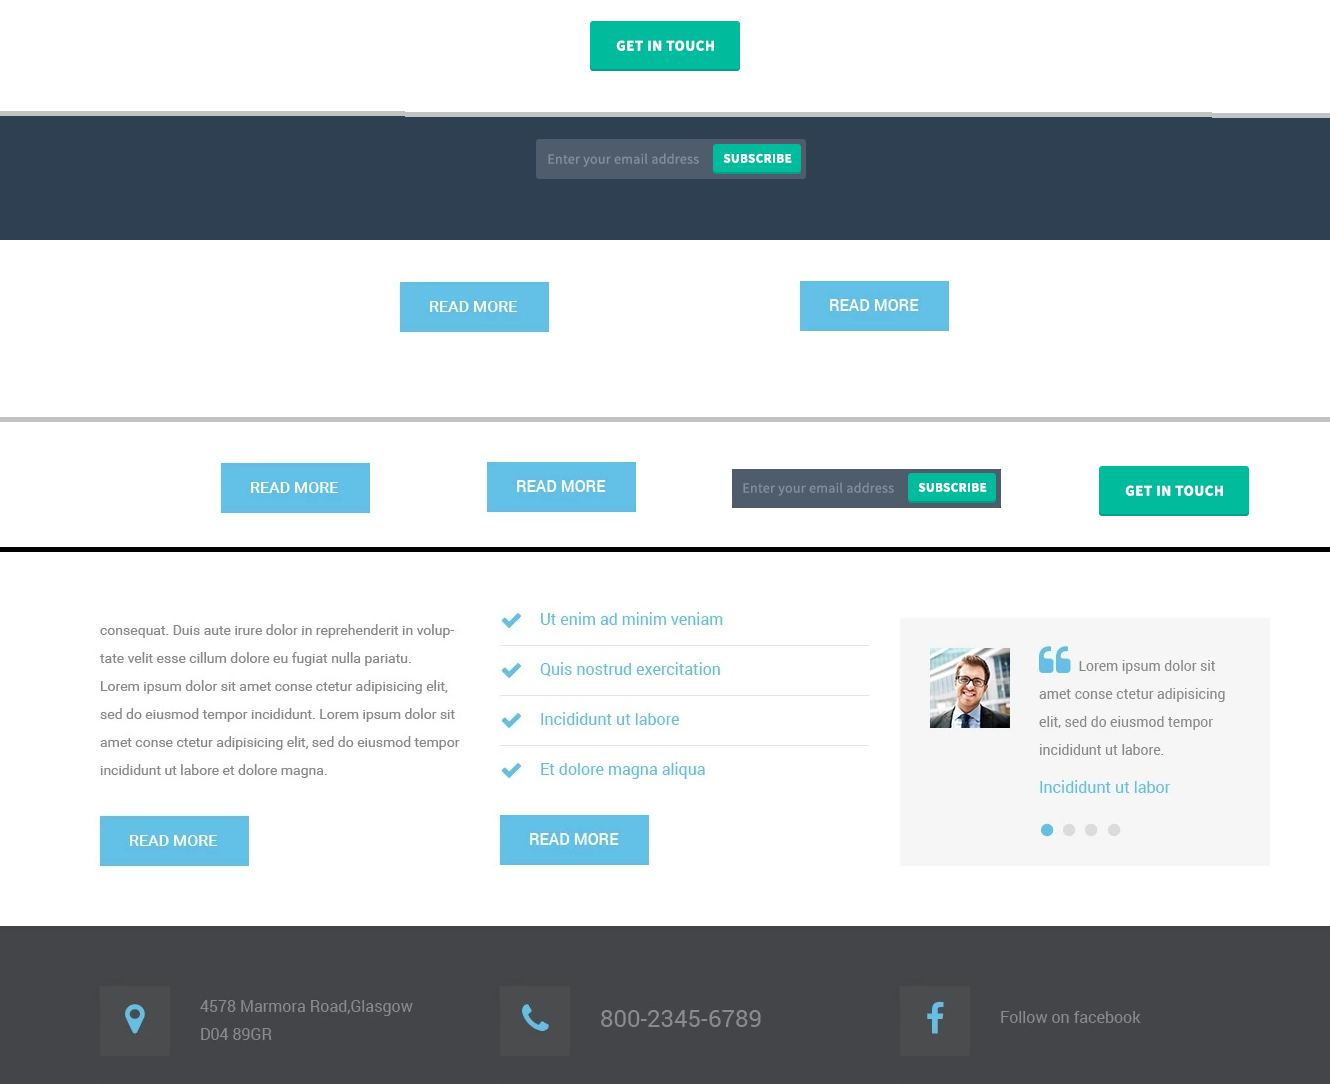 GET IN TOUCH
Enter your email address SUBSCRIBE
READ MORE
READ MORE
READ MORE
READ MORE
Enter your email address SUBSCRIBE
GET IN TOUCH
consequat. Duis aute irure dolor in reprehenderit in volup-
tate velit esse cillum dolore eu fugiat nulla pariatu.
Lorem ipsum dolor sit amet conse ctetur adipisicing elit,
sed do eiusmod tempor incididunt. Lorem ipsum dolor sit
amet conse ctetur adipisicing elit, sed do eiusmod tempor
incididunt ut labore et dolore magna.
READ MORE
Ut enim ad minim veniam
Quis nostrud exercitation
Incididunt ut labore
Et dolore magna aliqua
READ MORE
Lorem ipsum dolor sit
amet conse ctetur adipisicing
elit, sed do eiusmod tempor
incididunt ut labore.
Incididunt ut labor
4578 Marmora Road,Glasgow
D04 89GR
800-2345-6789
Follow on facebook